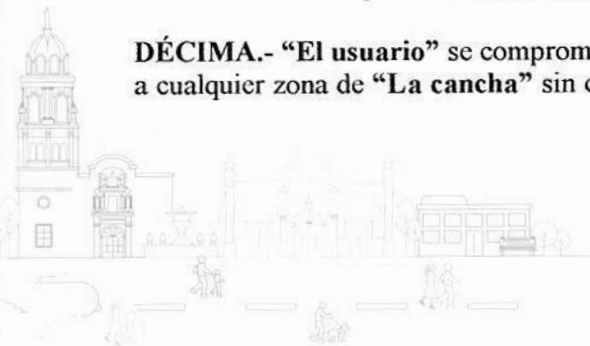 DÉCIMA.- “El usuario” se comprom
a cualquier zona de “La cancha” sin